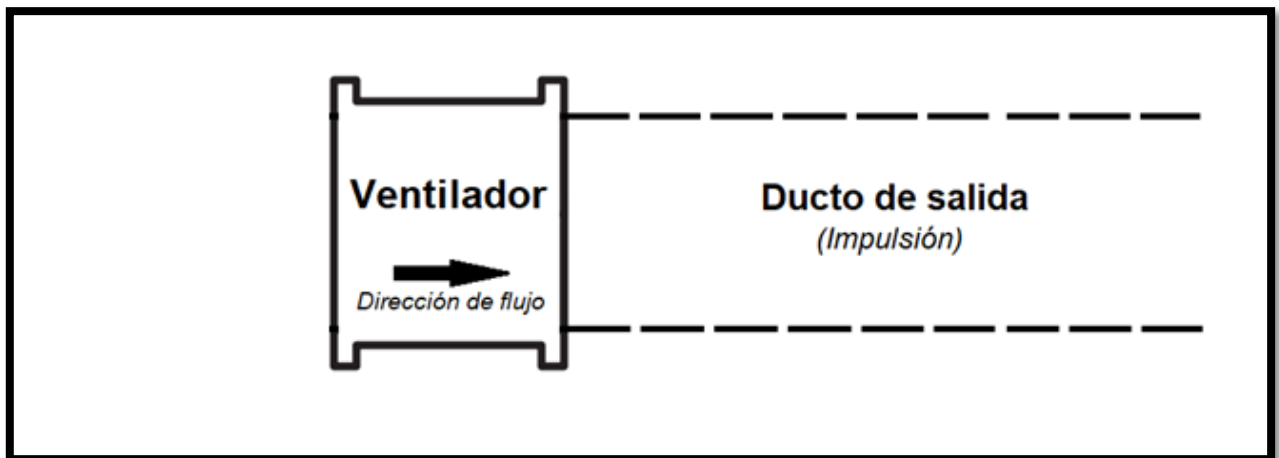 Ventilador
Dirección de flujo
Ducto de salida
(Impulsión)